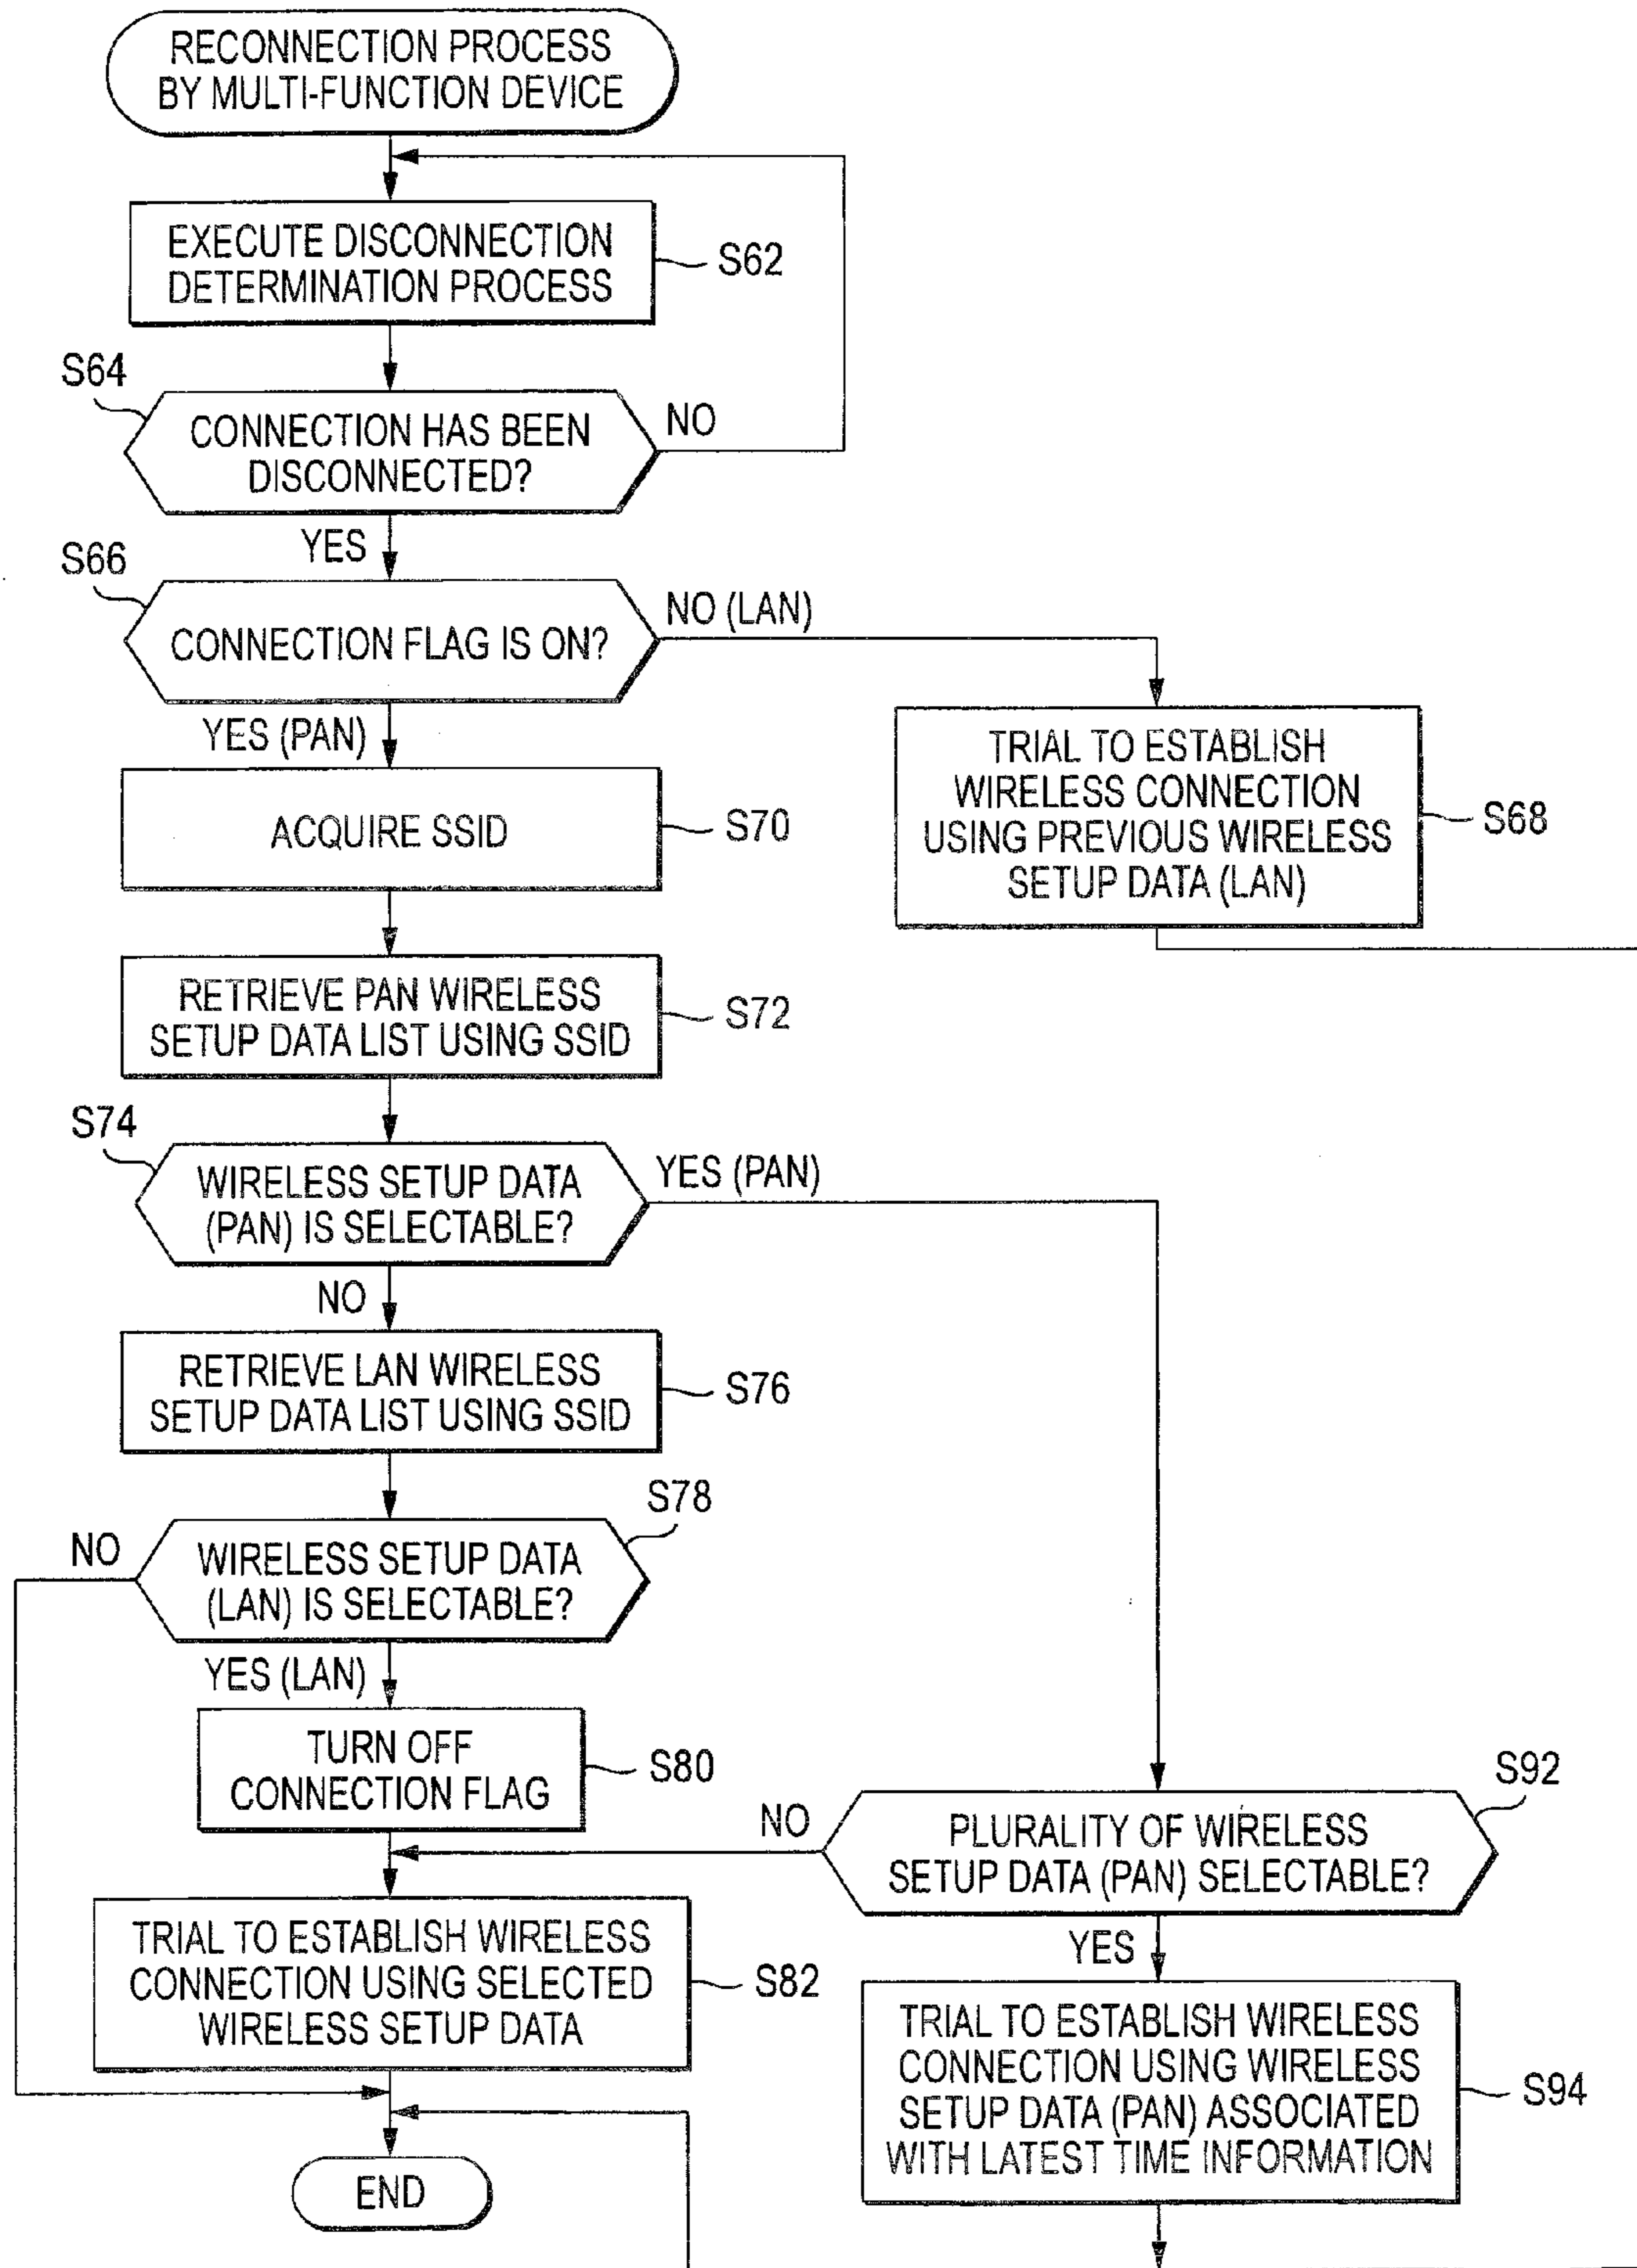 RECONNECTION PROCESS
BY MULTI-FUNCTION DEVICE
EXECUTE DISCONNECTION
DETERMINATION PROCESS
S62
S64
CONNECTION HAS BEEN
DISCONNECTED?
NO
YES
S66
CONNECTION FLAG IS ON?
NO (LAN)
YES (PAN)
TRIAL TO ESTABLISH
WIRELESS CONNECTION
USING PREVIOUS WIRELESS
SETUP DATA (LAN)
S68
ACQUIRE SSID
S70
RETRIEVE PAN WIRELESS
SETUP DATA LIST USING SSID
S72
S74
WIRELESS SETUP DATA
(PAN) IS SELECTABLE?
YES (PAN)
NO
RETRIEVE LAN WIRELESS
SETUP DATA LIST USING SSID
S76
S78
NO
WIRELESS SETUP DATA
(LAN) IS SELECTABLE?
YES (LAN)
TURN OFF
CONNECTION FLAG
S80
S92
NO
PLURALITY OF WIRELESS
SETUP DATA (PAN) SELECTABLE?
YES
TRIAL TO ESTABLISH WIRELESS
CONNECTION USING SELECTED
WIRELESS SETUP DATA
S82
TRIAL TO ESTABLISH WIRELESS
CONNECTION USING WIRELESS
SETUP DATA (PAN) ASSOCIATED
WITH LATEST TIME INFORMATION
S94
END